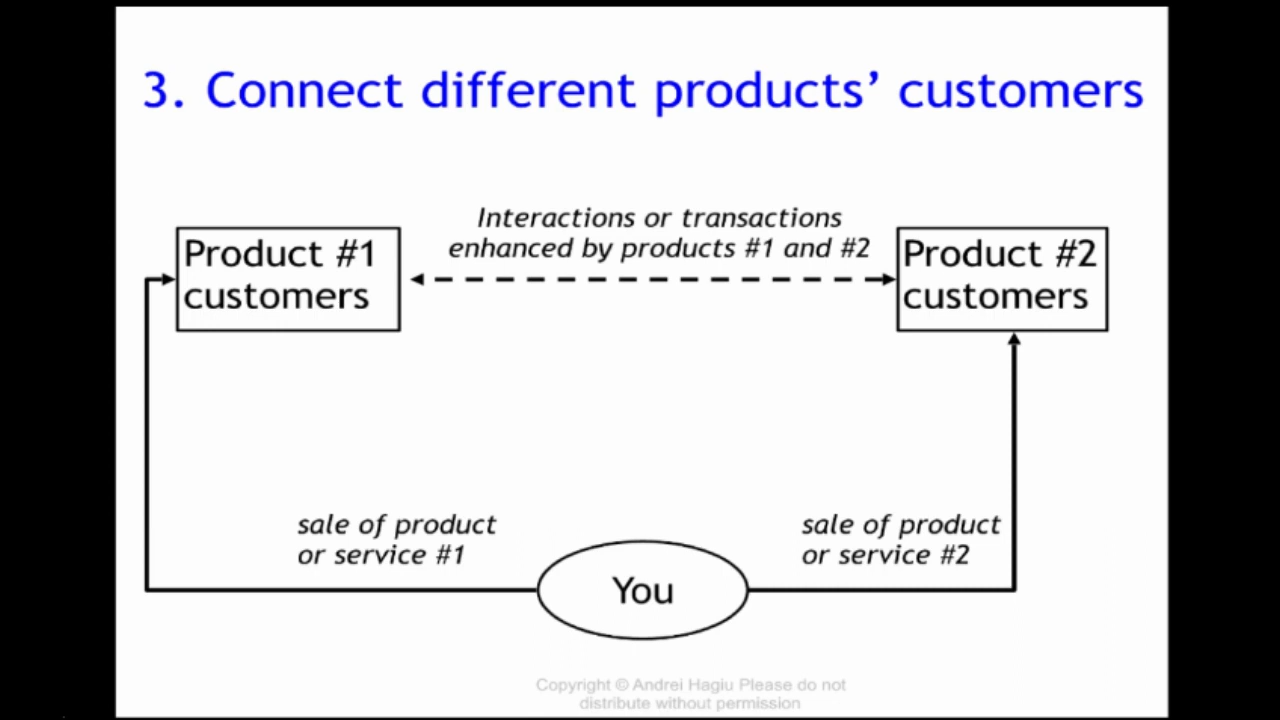 3. Connect different products’ customers
Interactions or transactions
enhanced by products #1 and #2
Product #1
customers
Product #2
customers
sale of product
or service #1
sale of product
or service #2
You
Copyright © Andrei Hagiu Please do not
distribute without permission